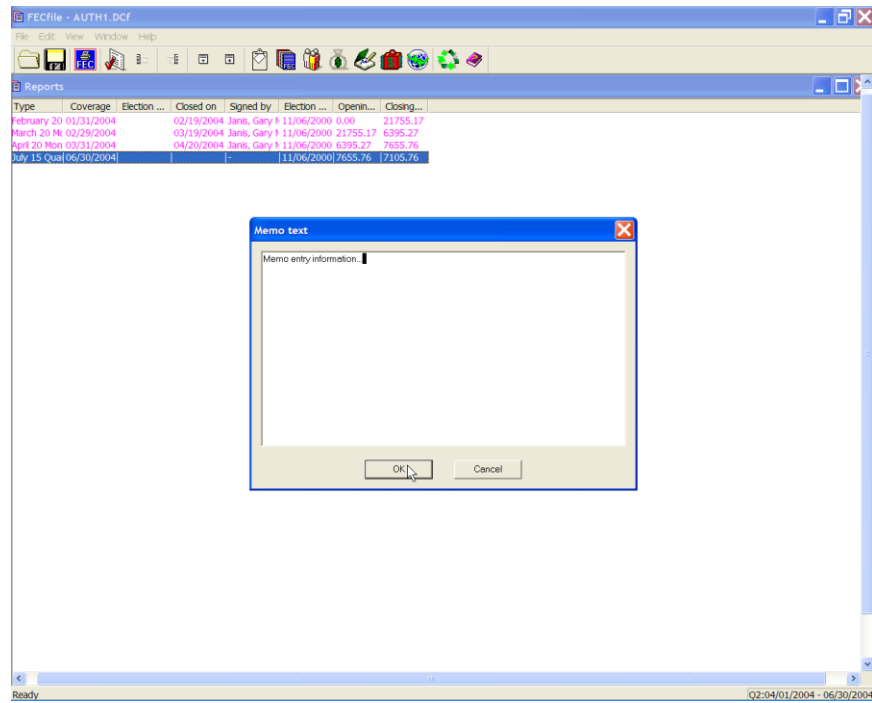 FECfile - AUTH1.DCf
File Edit View Window Help
FEC
Reports
Type Coverage Election ... Closed on Signed by Election ... Openin... Closing...
February 20 01/31/2004 02/19/2004 Janis, Gary M 11/06/2000 0.00 21755.17
March 20 Mo 02/29/2004 03/19/2004 Janis, Gary M 11/06/2000 21755.17 6395.27
April 20 Mon 03/31/2004 04/20/2004 Janis, Gary M 11/06/2000 6395.27 7655.76
July 15 Qua 06/30/2004 - 11/06/2000 7655.76 7105.76
Memo text
Memo entry information...
OK Cancel
Ready Q2:04/01/2004 - 06/30/2004